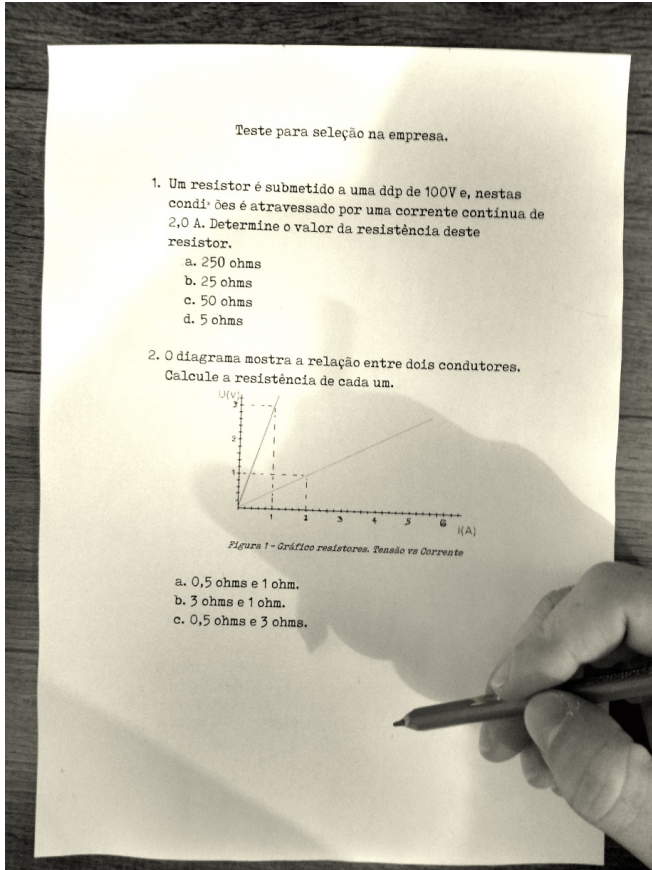 Teste para seleção na empresa.
1. Um resistor é submetido a uma ddp de 100V e, nestas
ões é atravessado por uma corrente contínua de
2,0 A. Determine o valor da resistência deste
resistor.
a. 250 ohms
b. 25 ohms
c. 50 ohms
d. 5 ohms
2. O diagrama mostra a relação entre dois condutores.
Calcule a resistência de cada um.
U(V)
3
2
1
1 2 3 4 5 6
I(A)
Figura 1 - Gráfico resistores. Tensão vs Corrente
a. 0,5 ohms e 1 ohm.
b. 3 ohms e 1 ohm.
c. 0,5 ohms e 3 ohms.